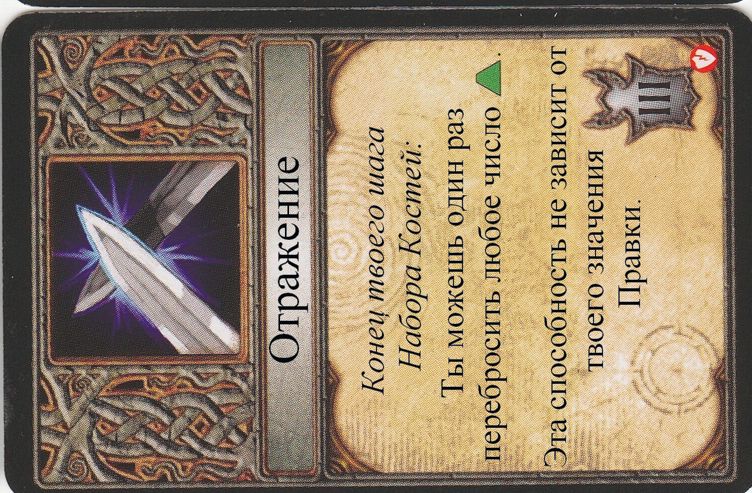 Отражение
Конец твоего шага
Набора Костей:
Ты можешь один раз
перебросить любое число .
Эта способность не зависит от
твоего значения
Правки.
III